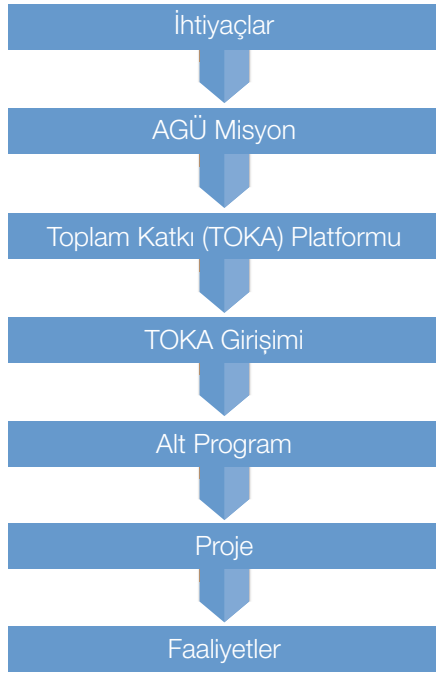 İhtiyaçlar
AGÜ Misyon
Toplam Katkı (TOKA) Platformu
TOKA Girişimi
Alt Program
Proje
Faaliyetler